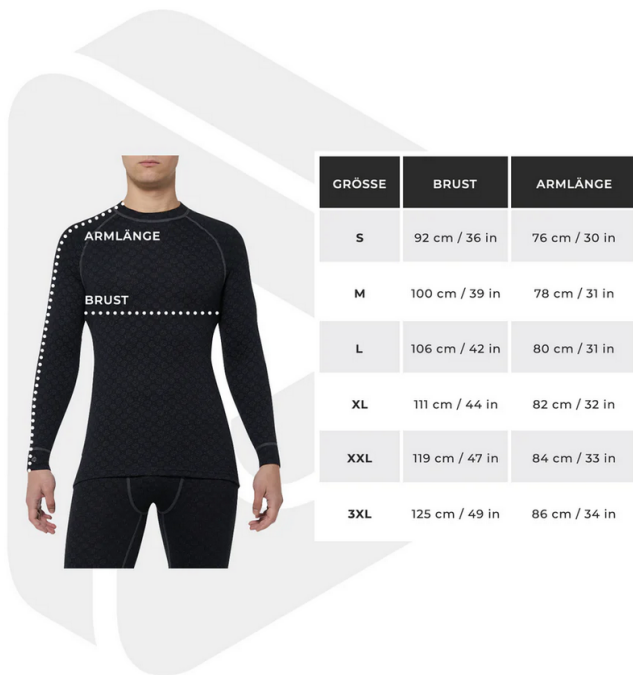 ARMLÄNGE
BRUST
GRÖSSE BRUST ARMLÄNGE
S 92 cm / 36 in 76 cm / 30 in
M 100 cm / 39 in 78 cm / 31 in
L 106 cm / 42 in 80 cm / 31 in
XL 111 cm / 44 in 82 cm / 32 in
XXL 119 cm / 47 in 84 cm / 33 in
3XL 125 cm / 49 in 86 cm / 34 in